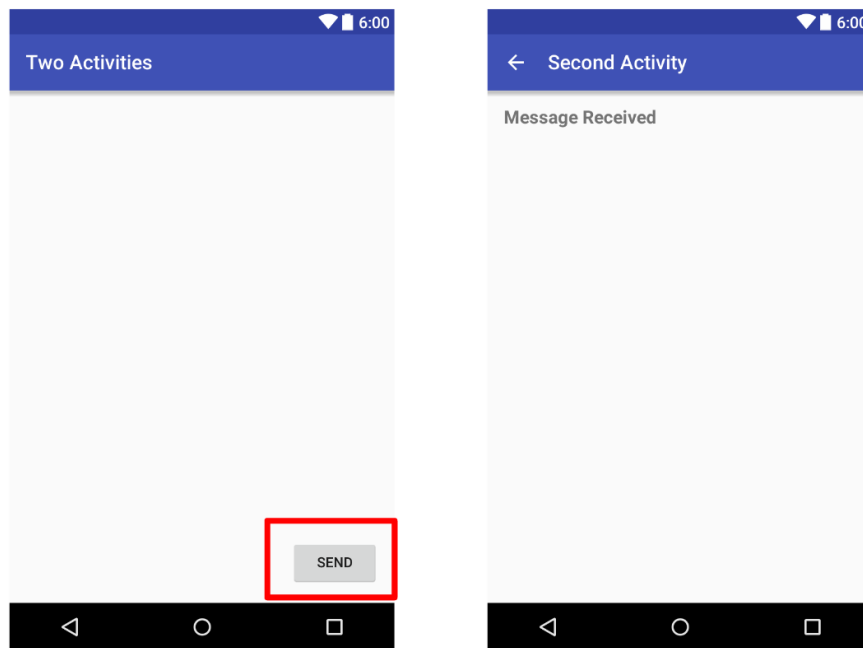 6:00
Two Activities
SEND
6:00
Second Activity
Message Received